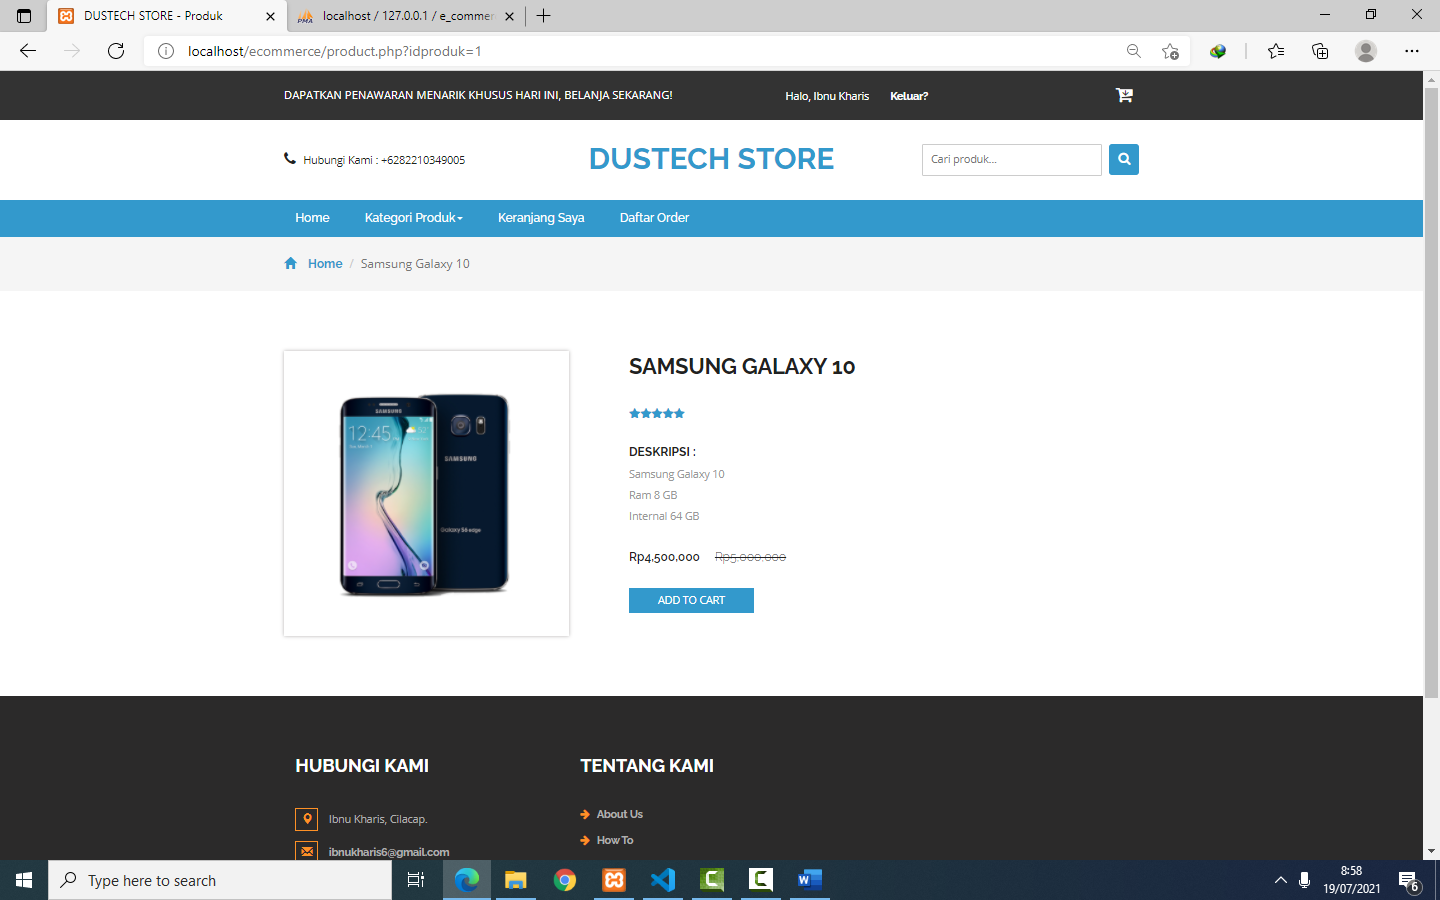 DUSTECH STORE - Produk
localhost / 127.0.0.1 / e_commer
localhost/ecommerce/product.php?idproduk=1
DAPATKAN PENAWARAN MENARIK KHUSUS HARI INI, BELANJA SEKARANG!
Halo, Ibnu Kharis
Keluar?
Hubungi Kami : +6282210349005
DUSTECH STORE
Cari produk...
Home
Kategori Produk
Keranjang Saya
Daftar Order
Home / Samsung Galaxy 10
SAMSUNG
12:45
SAMSUNG
Galaxy S6 edge
SAMSUNG GALAXY 10
DESKRIPSI :
Samsung Galaxy 10
Ram 8 GB
Internal 64 GB
Rp4,500,000 Rp5,000,000
ADD TO CART
HUBUNGI KAMI
Ibnu Kharis, Cilacap.
ibnukharis6@gmail.com
TENTANG KAMI
About Us
How To
Type here to search
8:58
19/07/2021
6